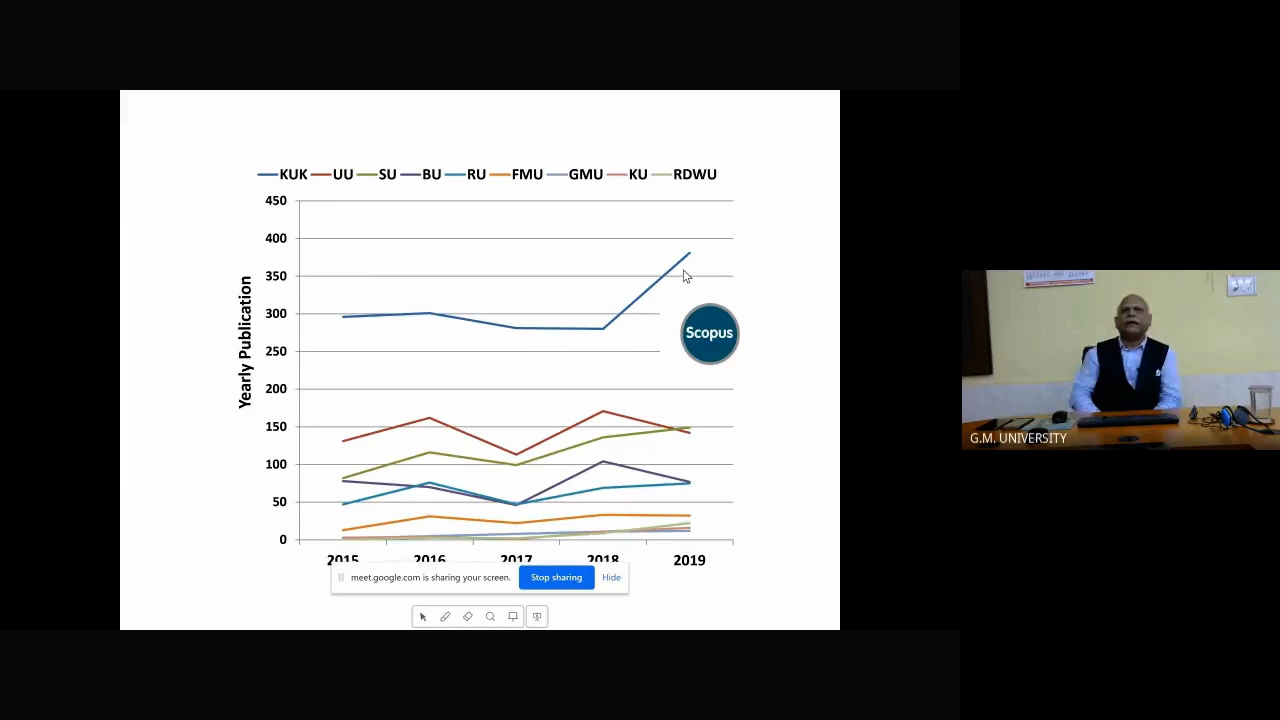 KUK UU SU BU RU FMU GMU KU RDWU
450
400
350
300
250
200
150
100
50
0
Yearly Publication
Scopus
2015 2016 2017 2018 2019
meet.google.com is sharing your screen. Stop sharing Hide
G.M. UNIVERSITY